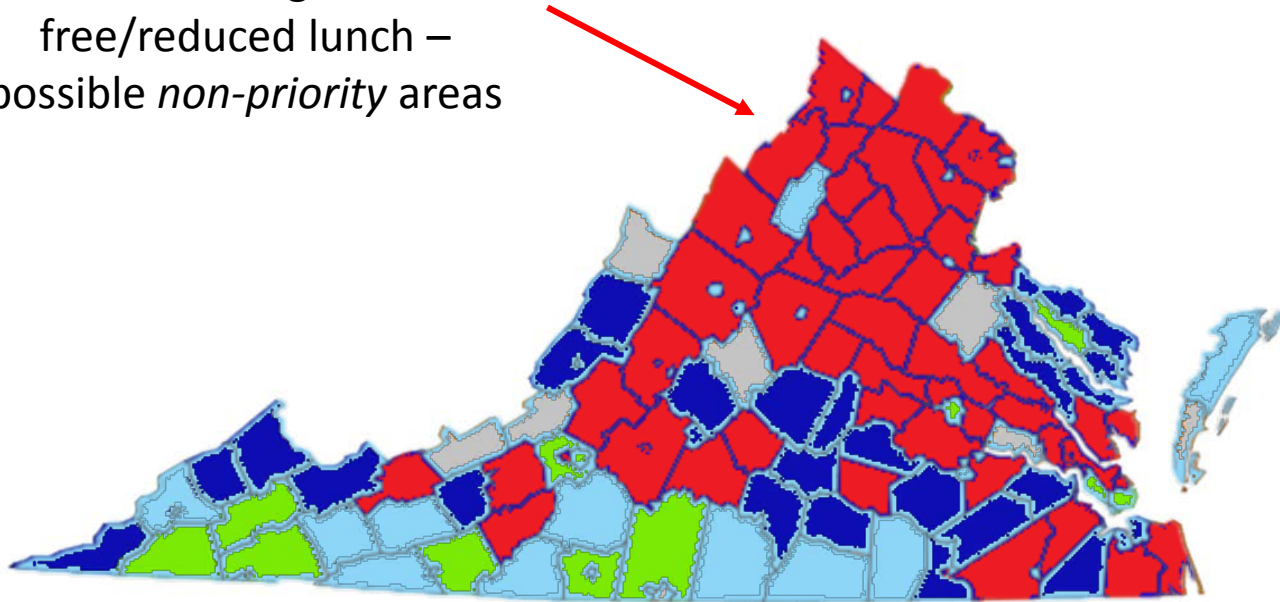 free/reduced lunch –
possible non-priority areas